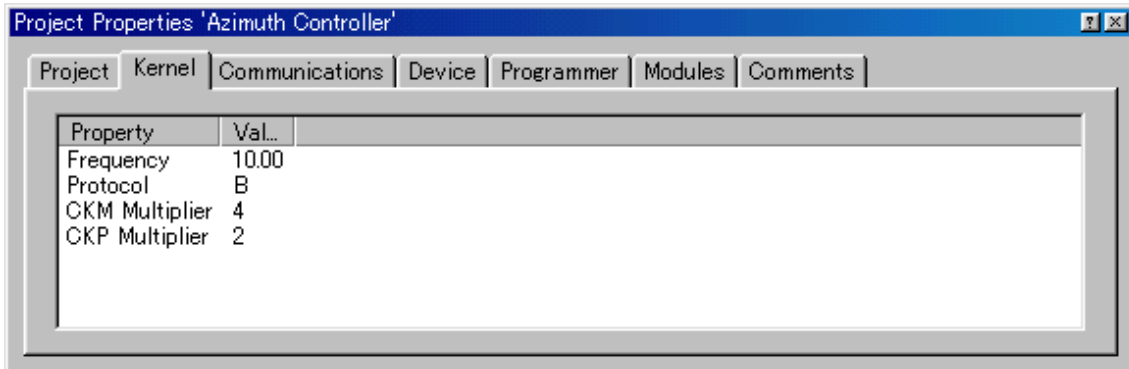 Project Properties 'Azimuth Controller'
Project Kernel Communications Device Programmer Modules Comments
Property Val...
Frequency 10.00
Protocol B
CKM Multiplier 4
CKP Multiplier 2